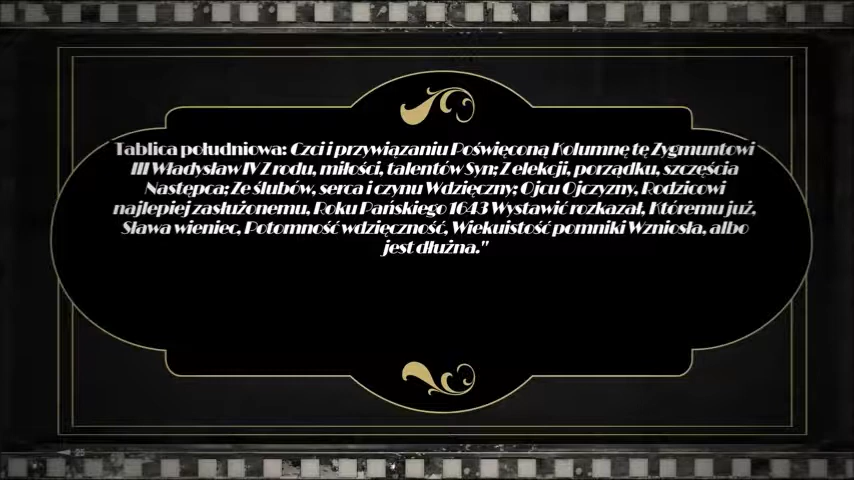 Tablica południowa: Czci i przywiązaniu Poświęconą Kolumnę tę Zygmuntowi
III Władysław IV Z rodu, miłości, talentów Syn; Z elekcji, porządku, szczęścia
Następca; Ze ślubów, serca i czynu Wdzięczny; Ojcu Ojczyzny, Rodzicowi
najlepiej zasłużonemu, Roku Pańskiego 1643 Wystawić rozkazał, Któremu już,
Sława wieniec, Potomność wdzięczność, Wiekuistość pomniki Wzniosła, albo
jest dłużna."
25